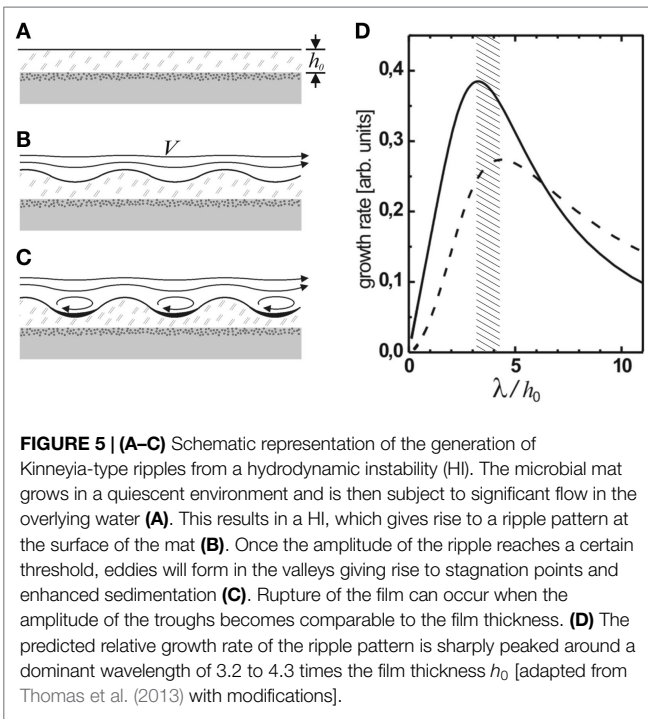 A
h₀
B
V
C
D
0,4
0,3
0,2
0,1
0,0
growth rate [arb. units]
0 5 10
λ/h₀
FIGURE 5 | (A–C) Schematic representation of the generation of
Kinneyia-type ripples from a hydrodynamic instability (HI). The microbial mat
grows in a quiescent environment and is then subject to significant flow in the
overlying water (A). This results in a HI, which gives rise to a ripple pattern at
the surface of the mat (B). Once the amplitude of the ripple reaches a certain
threshold, eddies will form in the valleys giving rise to stagnation points and
enhanced sedimentation (C). Rupture of the film can occur when the
amplitude of the troughs becomes comparable to the film thickness. (D) The
predicted relative growth rate of the ripple pattern is sharply peaked around a
dominant wavelength of 3.2 to 4.3 times the film thickness h₀ [adapted from
Thomas et al. (2013) with modifications].